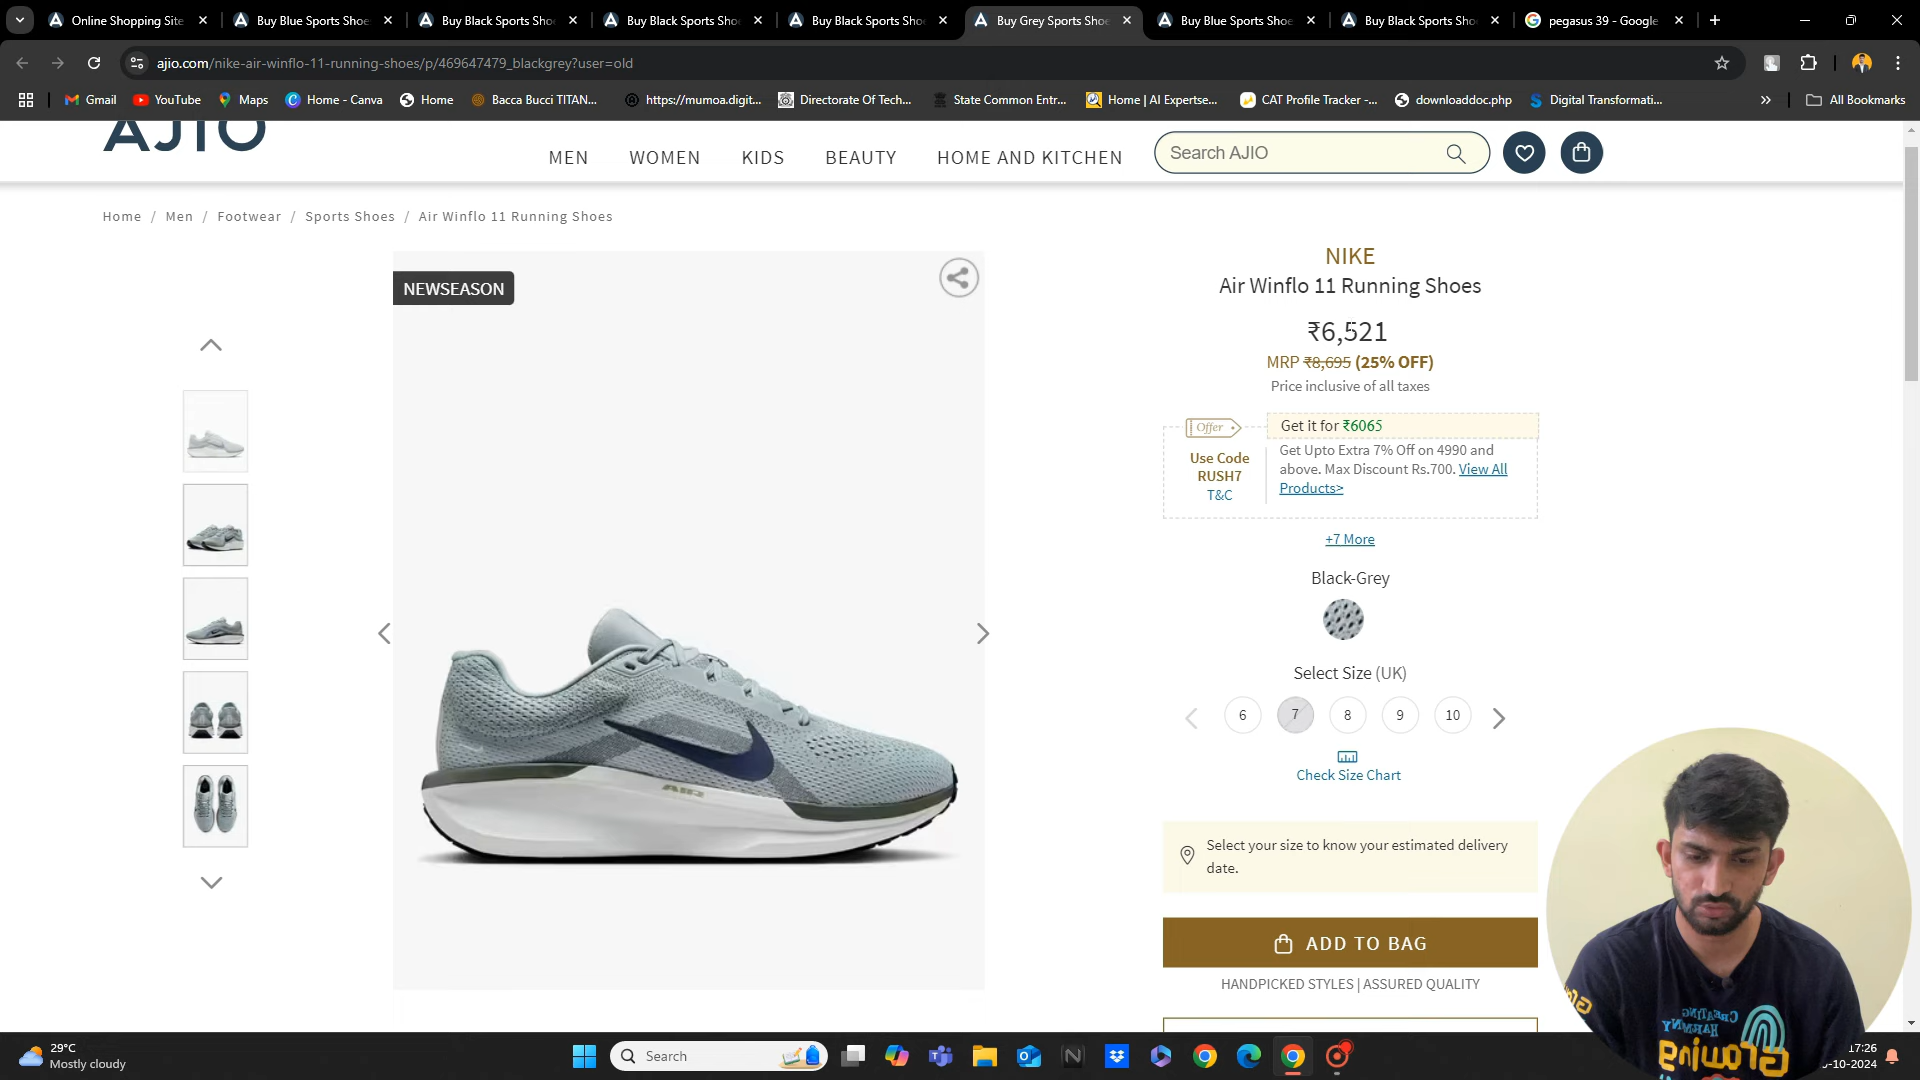 Online Shopping Site
Buy Blue Sports Shoe
Buy Black Sports Sho
Buy Black Sports Sho
Buy Black Sports Sho
Buy Grey Sports Shoe
Buy Blue Sports Shoe
Buy Black Sports Sho
pegasus 39 - Google
ajio.com/nike-air-winflo-11-running-shoes/p/469647479_blackgrey?user=old
Gmail
YouTube
Maps
Home - Canva
Home
Bacca Bucci TITAN...
https://mumoa.digit...
Directorate Of Tech...
State Common Entr...
Home | AI Expertse...
CAT Profile Tracker -...
downloaddoc.php
Digital Transformati...
All Bookmarks
AJIO
MEN
WOMEN
KIDS
BEAUTY
HOME AND KITCHEN
Search AJIO
Home / Men / Footwear / Sports Shoes / Air Winflo 11 Running Shoes
NEWSEASON
NIKE
Air Winflo 11 Running Shoes
₹6,521
MRP ₹8,695 (25% OFF)
Price inclusive of all taxes
Offer
Get it for ₹6065
Use Code
RUSH7
T&C
Get Upto Extra 7% Off on 4990 and
above. Max Discount Rs.700. View All
Products>
+7 More
Black-Grey
Select Size (UK)
6 7 8 9 10
Check Size Chart
Select your size to know your estimated delivery
date.
ADD TO BAG
HANDPICKED STYLES | ASSURED QUALITY
AIR
29°C
Mostly cloudy
Search
17:26
-10-2024